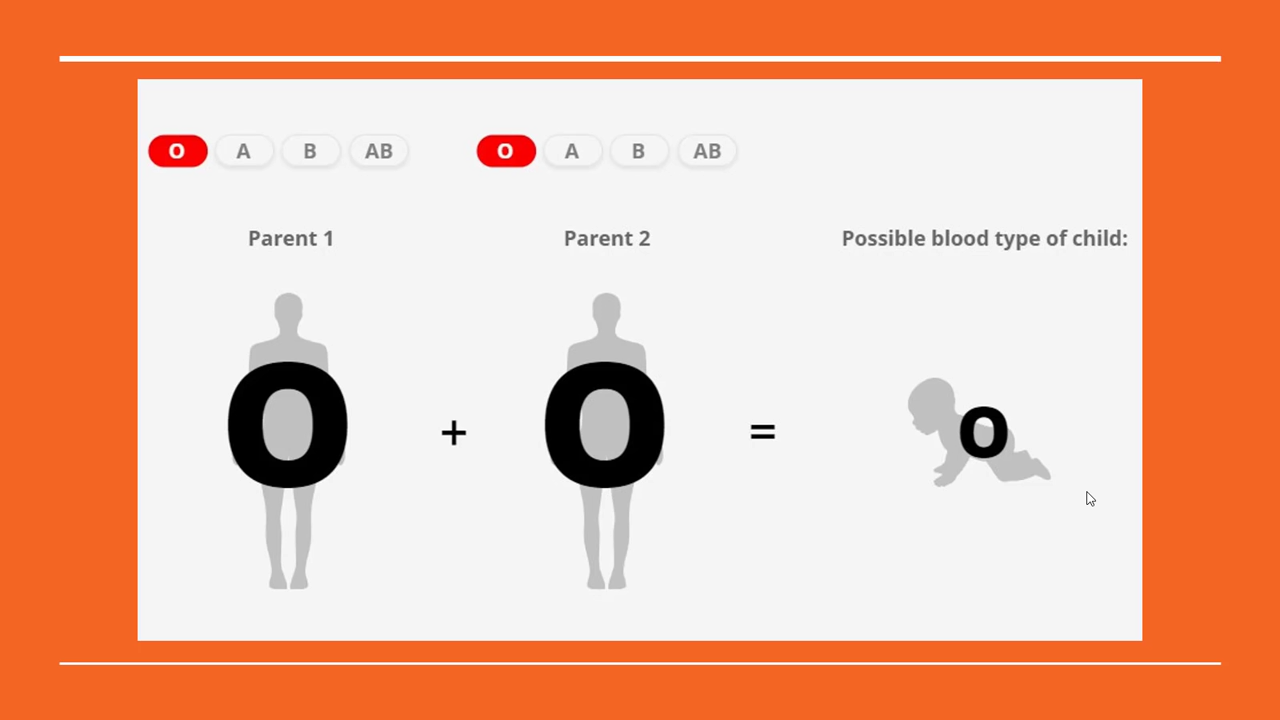 O A B AB O A B AB
Parent 1 Parent 2 Possible blood type of child:
O + O = O